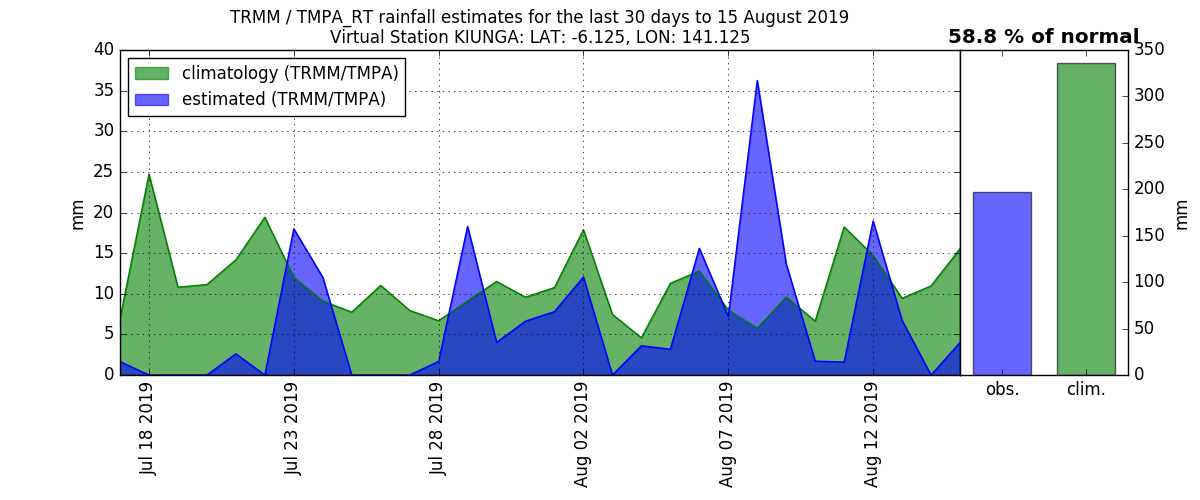 TRMM / TMPA_RT rainfall estimates for the last 30 days to 15 August 2019
Virtual Station KIUNGA: LAT: -6.125, LON: 141.125
58.8 % of normal
climatology (TRMM/TMPA)
estimated (TRMM/TMPA)
40
35
30
25
20
15
10
5
0
mm
Jul 18 2019
Jul 23 2019
Jul 28 2019
Aug 02 2019
Aug 07 2019
Aug 12 2019
obs.
clim.
350
300
250
200
150
100
50
0
mm